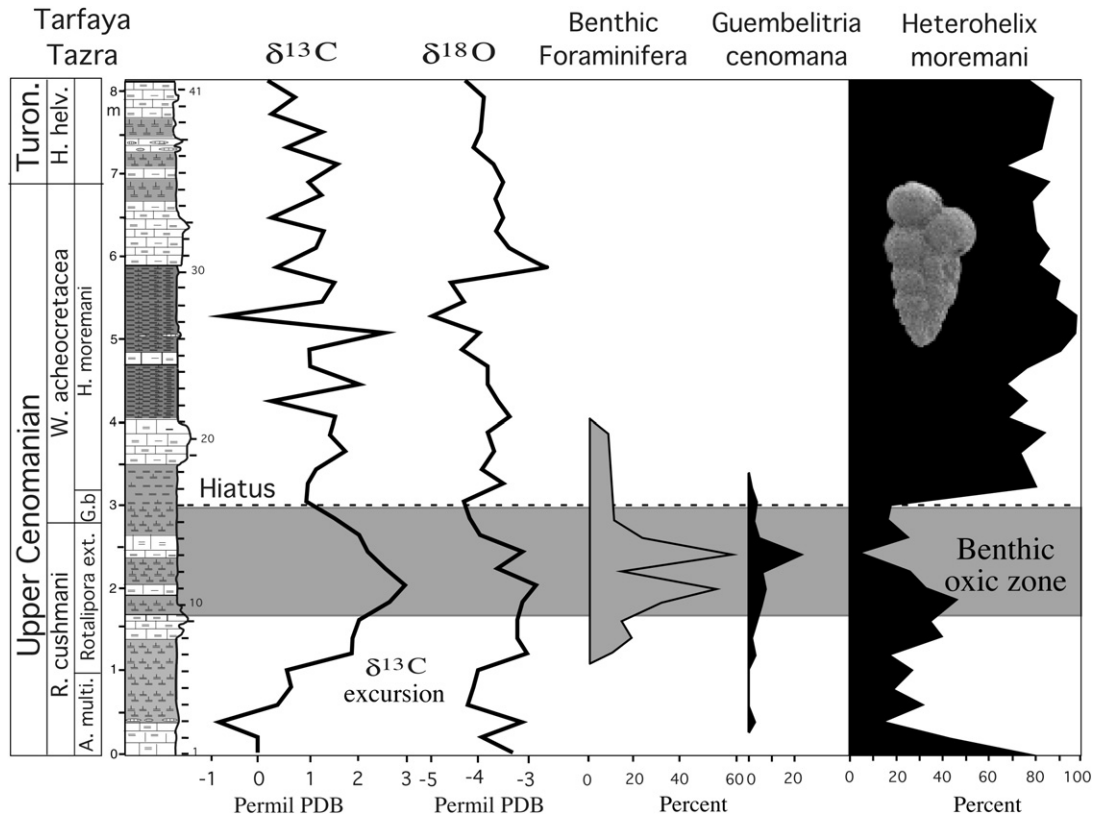 Tarfaya
Tazra
δ13C
δ18O
Benthic
Foraminifera
Guembelitria
cenomana
Heterohelix
moremani
Turon.
Upper Cenomanian
H. helv.
W. acheocretacea
R. cushmani
H. moremani
G.b
Rotalipora ext.
A. multi.
8
m
7
6
5
4
3
2
1
0
41
30
20
10
1
Hiatus
δ13C
excursion
Benthic
oxic zone
-1 0 1 2 3
Permil PDB
-5 -4 -3
Permil PDB
0 20 40 60
0 20
Percent
0 20 40 60 80 100
Percent